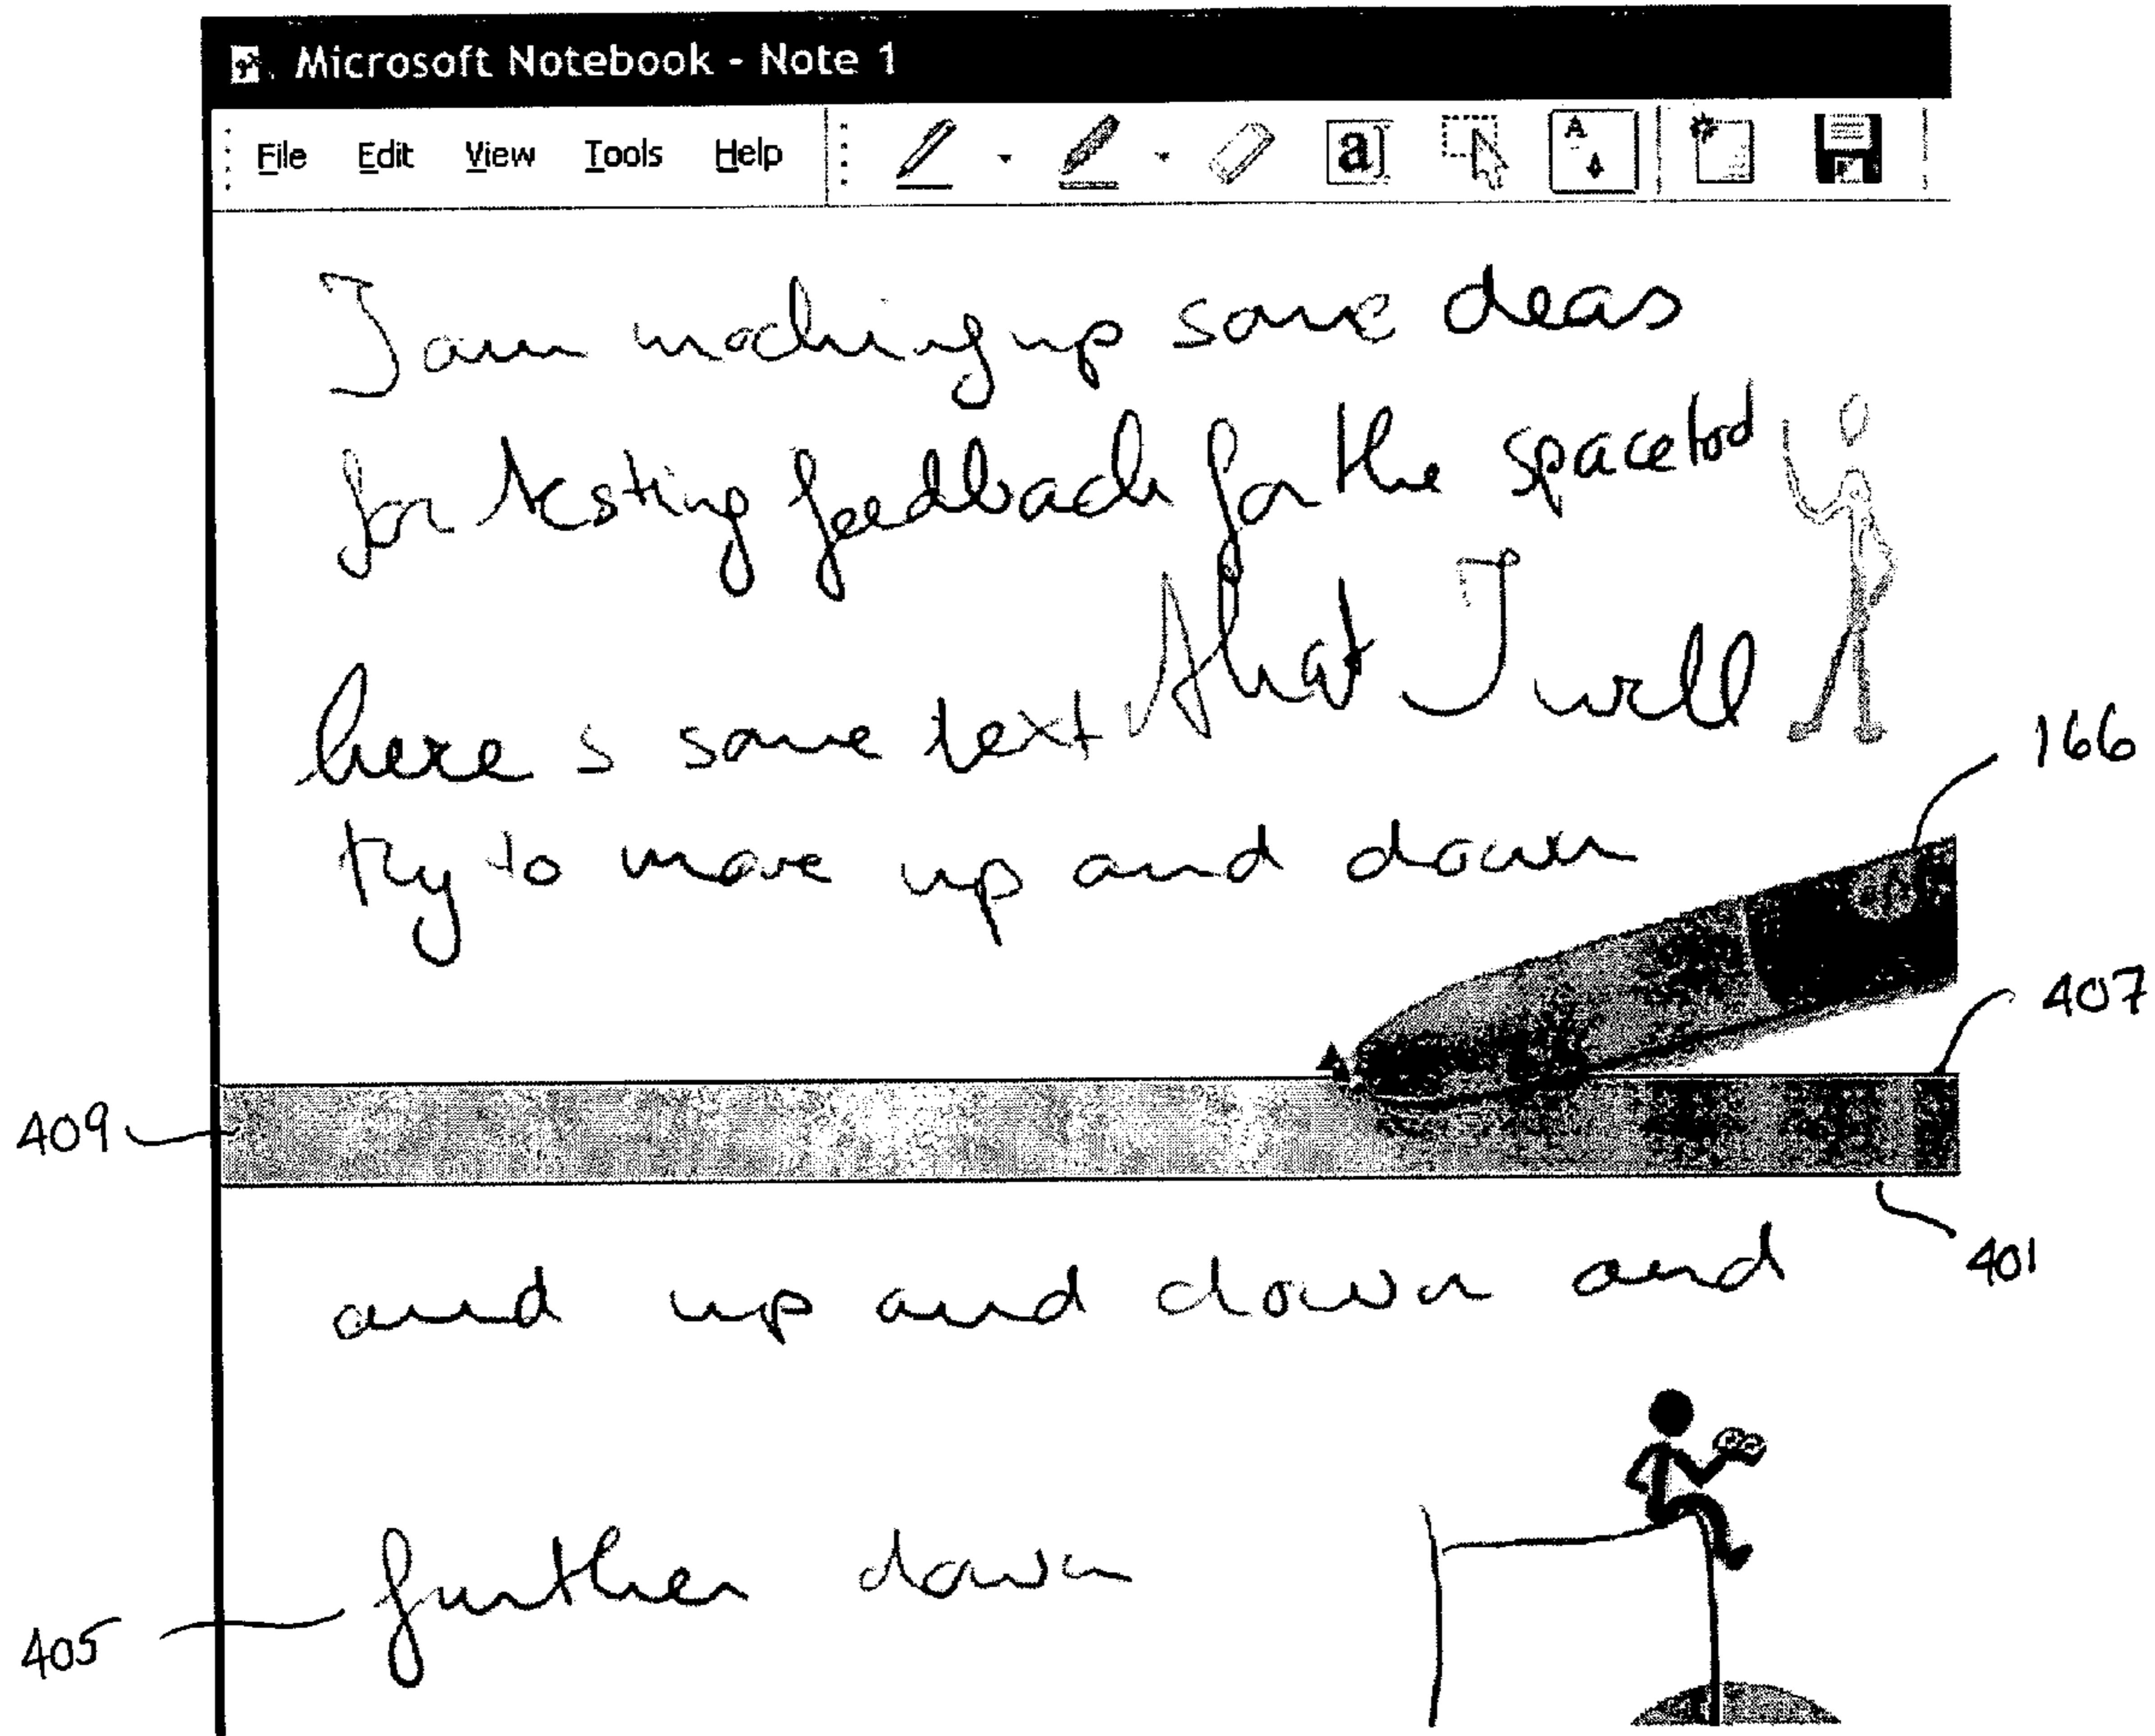 Microsoft Notebook - Note 1
File Edit View Tools Help a A
I am mocking up some deas
for testing feedback for the spacetool
here s some text that I will
try to move up and down
166
407
409
401
and up and down and
further down
405